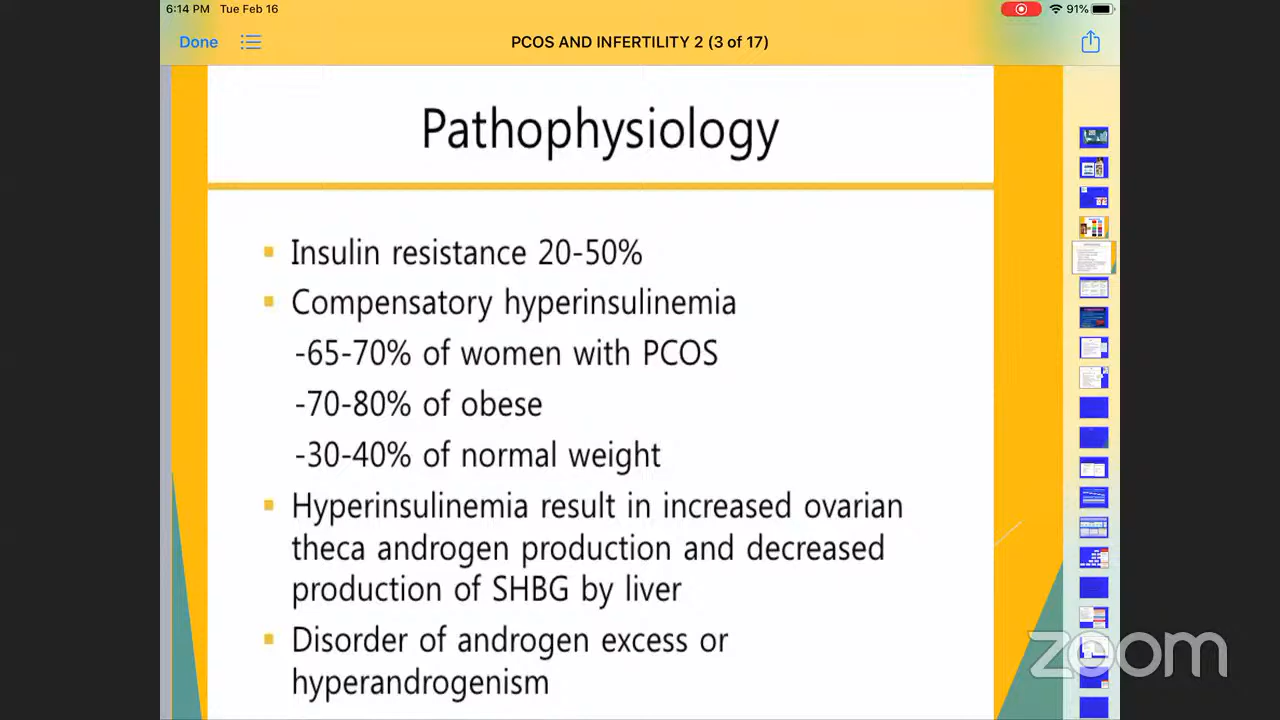 6:14 PM Tue Feb 16
91%
Done
PCOS AND INFERTILITY 2 (3 of 17)
Pathophysiology
Insulin resistance 20-50%
Compensatory hyperinsulinemia
-65-70% of women with PCOS
-70-80% of obese
-30-40% of normal weight
Hyperinsulinemia result in increased ovarian
theca androgen production and decreased
production of SHBG by liver
Disorder of androgen excess or
hyperandrogenism
zoom